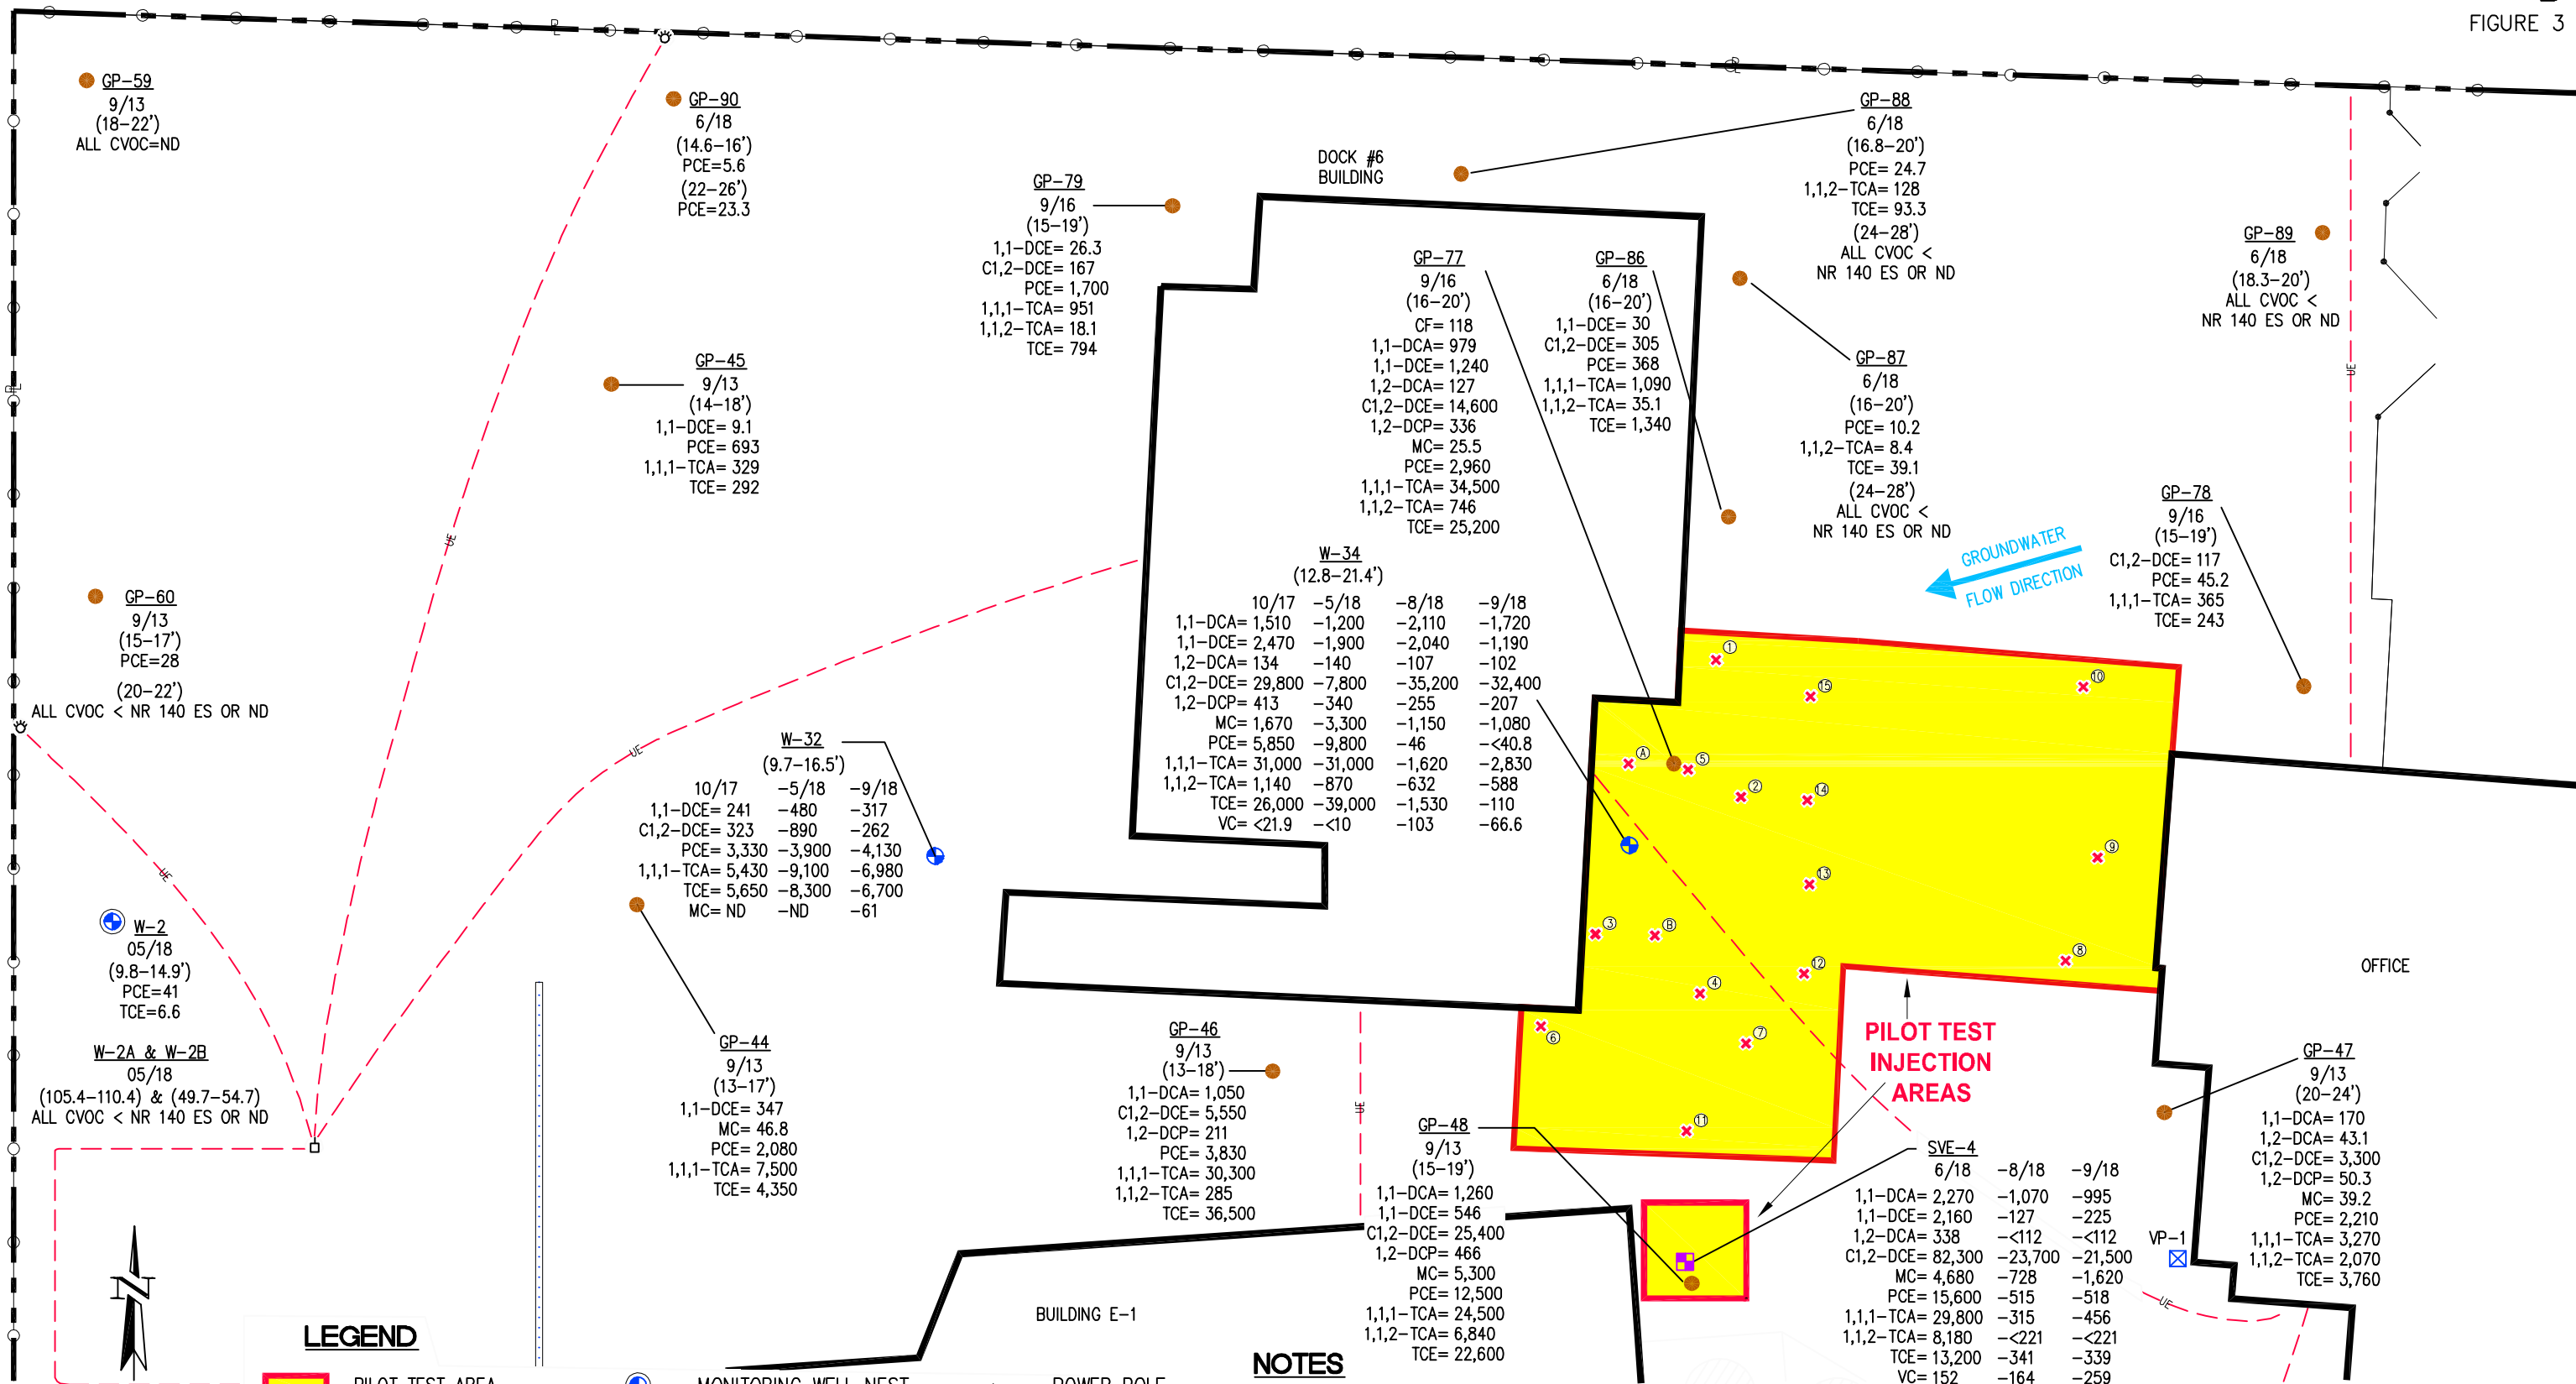 FIGURE 3
GP-59
9/13
(18-22')
ALL CVOC=ND
GP-90
6/18
(14.6-16')
PCE=5.6
(22-26')
PCE=23.3
GP-79
9/16
(15-19')
1,1-DCE= 26.3
C1,2-DCE= 167
PCE= 1,700
1,1,1-TCA= 951
1,1,2-TCA= 18.1
TCE= 794
DOCK #6
BUILDING
GP-88
6/18
(16.8-20')
PCE= 24.7
1,1,2-TCA= 128
TCE= 93.3
(24-28')
ALL CVOC <
NR 140 ES OR ND
GP-89
6/18
(18.3-20')
ALL CVOC <
NR 140 ES OR ND
GP-77
9/16
(16-20')
CF= 118
1,1-DCA= 979
1,1-DCE= 1,240
1,2-DCA= 127
C1,2-DCE= 14,600
1,2-DCP= 336
MC= 25.5
PCE= 2,960
1,1,1-TCA= 34,500
1,1,2-TCA= 746
TCE= 25,200
GP-86
6/18
(16-20')
1,1-DCE= 30
C1,2-DCE= 305
PCE= 368
1,1,1-TCA= 1,090
1,1,2-TCA= 35.1
TCE= 1,340
GP-87
6/18
(16-20')
PCE= 10.2
1,1,2-TCA= 8.4
TCE= 39.1
(24-28')
ALL CVOC <
NR 140 ES OR ND
GP-45
9/13
(14-18')
1,1-DCE= 9.1
PCE= 693
1,1,1-TCA= 329
TCE= 292
GP-78
9/16
(15-19')
C1,2-DCE= 117
PCE= 45.2
1,1,1-TCA= 365
TCE= 243
GROUNDWATER
FLOW DIRECTION
W-34
(12.8-21.4')
10/17 -5/18 -8/18 -9/18
1,1-DCA= 1,510 -1,200 -2,110 -1,720
1,1-DCE= 2,470 -1,900 -2,040 -1,190
1,2-DCA= 134 -140 -107 -102
C1,2-DCE= 29,800 -7,800 -35,200 -32,400
1,2-DCP= 413 -340 -255 -207
MC= 1,670 -3,300 -1,150 -1,080
PCE= 5,850 -9,800 -46 -<40.8
1,1,1-TCA= 31,000 -31,000 -1,620 -2,830
1,1,2-TCA= 1,140 -870 -632 -588
TCE= 26,000 -39,000 -1,530 -110
VC= <21.9 -<10 -103 -66.6
GP-60
9/13
(15-17')
PCE=28
(20-22')
ALL CVOC < NR 140 ES OR ND
W-32
(9.7-16.5')
10/17 -5/18 -9/18
1,1-DCE= 241 -480 -317
C1,2-DCE= 323 -890 -262
PCE= 3,330 -3,900 -4,130
1,1,1-TCA= 5,430 -9,100 -6,980
TCE= 5,650 -8,300 -6,700
MC= ND -ND -61
1
15
10
A
5
2
14
9
13
3
B
8
12
4
6
7
11
OFFICE
W-2
05/18
(9.8-14.9')
PCE=41
TCE=6.6
W-2A & W-2B
05/18
(105.4-110.4) & (49.7-54.7)
ALL CVOC < NR 140 ES OR ND
GP-44
9/13
(13-17')
1,1-DCE= 347
MC= 46.8
PCE= 2,080
1,1,1-TCA= 7,500
TCE= 4,350
GP-46
9/13
(13-18')
1,1-DCA= 1,050
C1,2-DCE= 5,550
1,2-DCP= 211
PCE= 3,830
1,1,1-TCA= 30,300
1,1,2-TCA= 285
TCE= 36,500
PILOT TEST
INJECTION
AREAS
GP-47
9/13
(20-24')
1,1-DCA= 170
1,2-DCA= 43.1
C1,2-DCE= 3,300
1,2-DCP= 50.3
MC= 39.2
PCE= 2,210
1,1,1-TCA= 3,270
1,1,2-TCA= 2,070
TCE= 3,760
GP-48
9/13
(15-19')
1,1-DCA= 1,260
1,1-DCE= 546
C1,2-DCE= 25,400
1,2-DCP= 466
MC= 5,300
PCE= 12,500
1,1,1-TCA= 24,500
1,1,2-TCA= 6,840
TCE= 22,600
SVE-4
6/18 -8/18 -9/18
1,1-DCA= 2,270 -1,070 -995
1,1-DCE= 2,160 -127 -225
1,2-DCA= 338 -<112 -<112
C1,2-DCE= 82,300 -23,700 -21,500
MC= 4,680 -728 -1,620
PCE= 15,600 -515 -518
1,1,1-TCA= 29,800 -315 -456
1,1,2-TCA= 8,180 -<221 -<221
TCE= 13,200 -341 -339
VC= 152 -164 -259
VP-1
UE
UE
UE
UE
UE
UE
PL
PL
PL
N
BUILDING E-1
LEGEND
NOTES
PILOT TEST AREA
MONITORING WELL NEST
POWER POLE